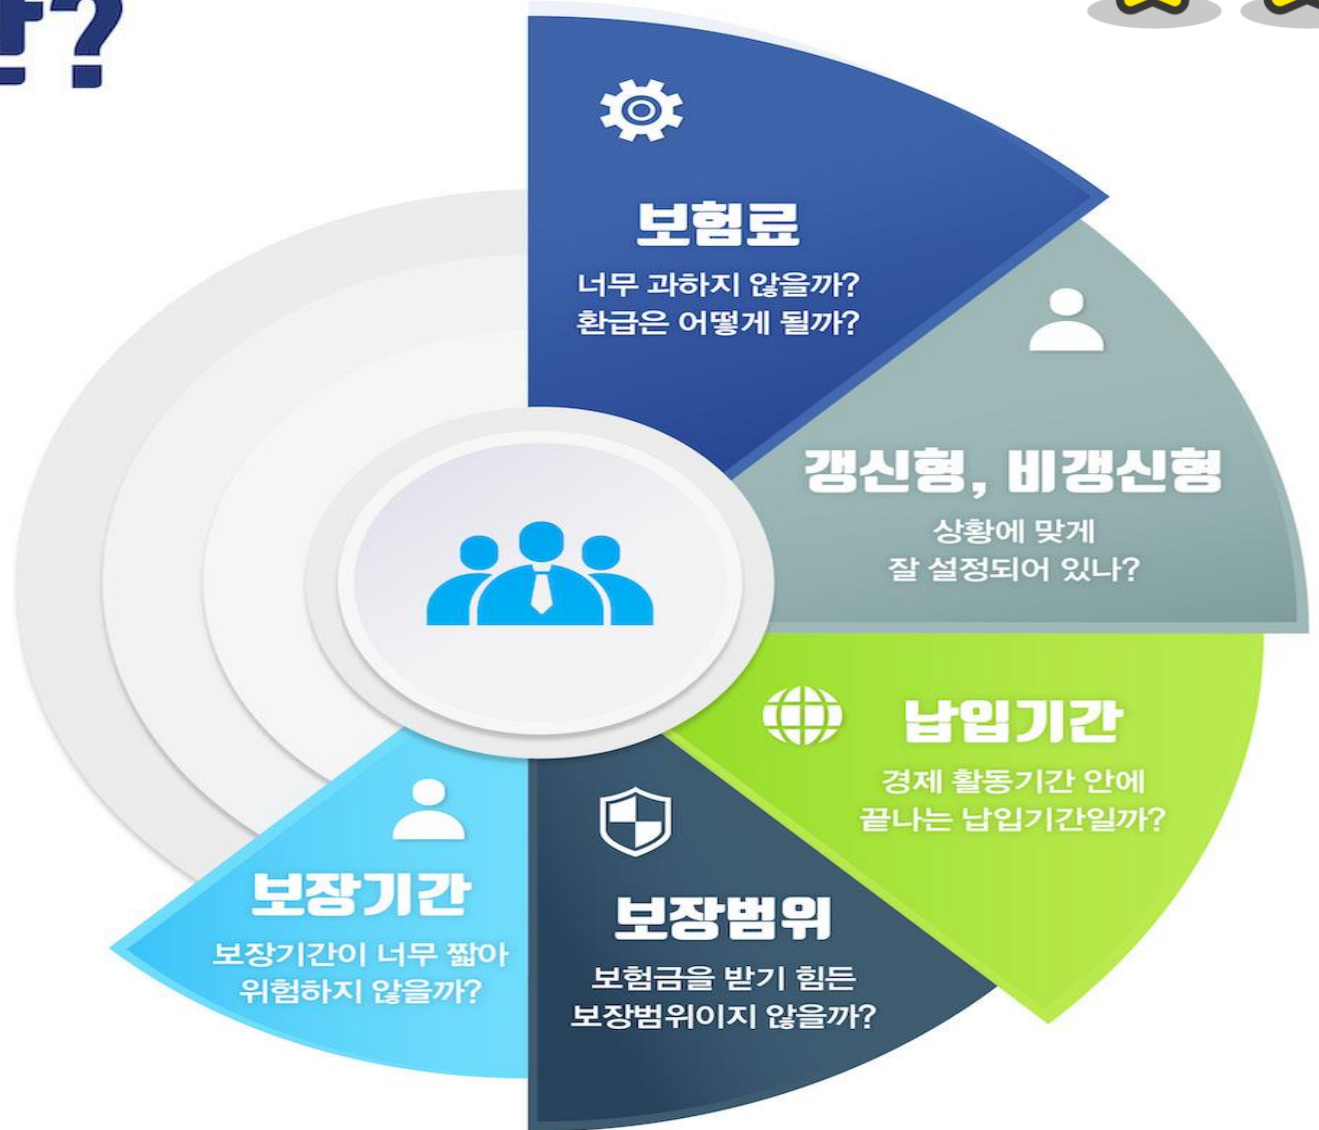 ?
보험료
너무 과하지 않을까?
환급은 어떻게 될까?
갱신형, 비갱신형
상황에 맞게
잘 설정되어 있나?
납입기간
경제 활동기간 안에
끝나는 납입기간일까?
보장범위
보험금을 받기 힘든
보장범위이지 않을까?
보장기간
보장기간이 너무 짧아
위험하지 않을까?